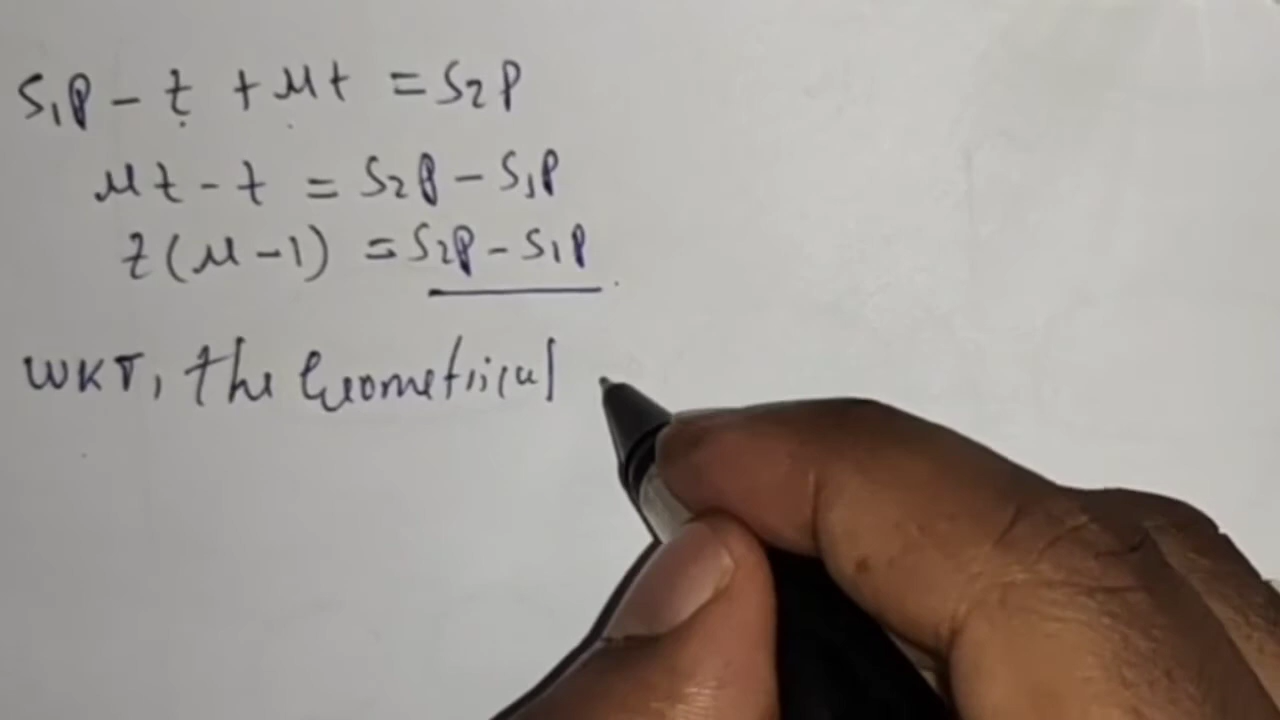 S₁P - t + μt = S₂P
μt - t = S₂P - S₁P
t(μ-1) = S₂P - S₁P
WKT, the Geometrical